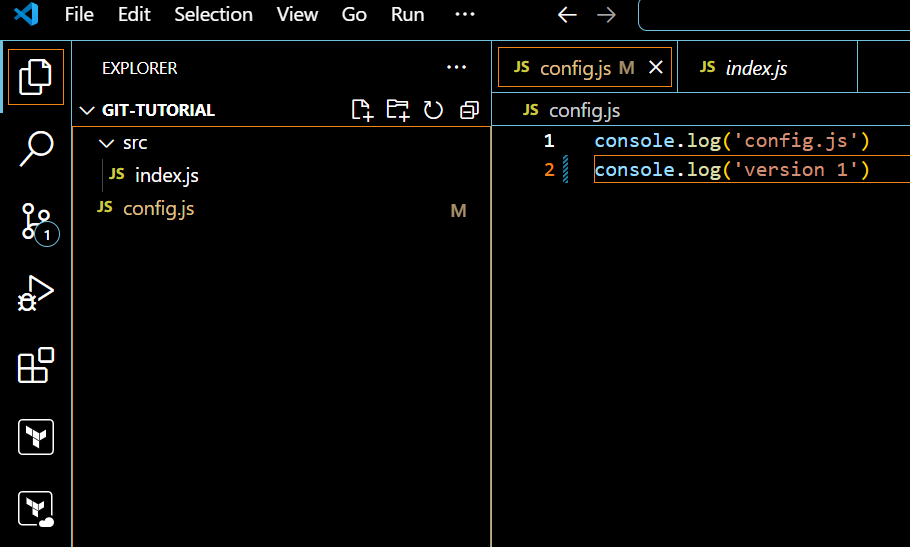 File Edit Selection View Go Run ···
EXPLORER ···
GIT-TUTORIAL
src
JS index.js
JS config.js M
1
JS config.js M JS index.js
JS config.js
1 console.log('config.js')
2 console.log('version 1')